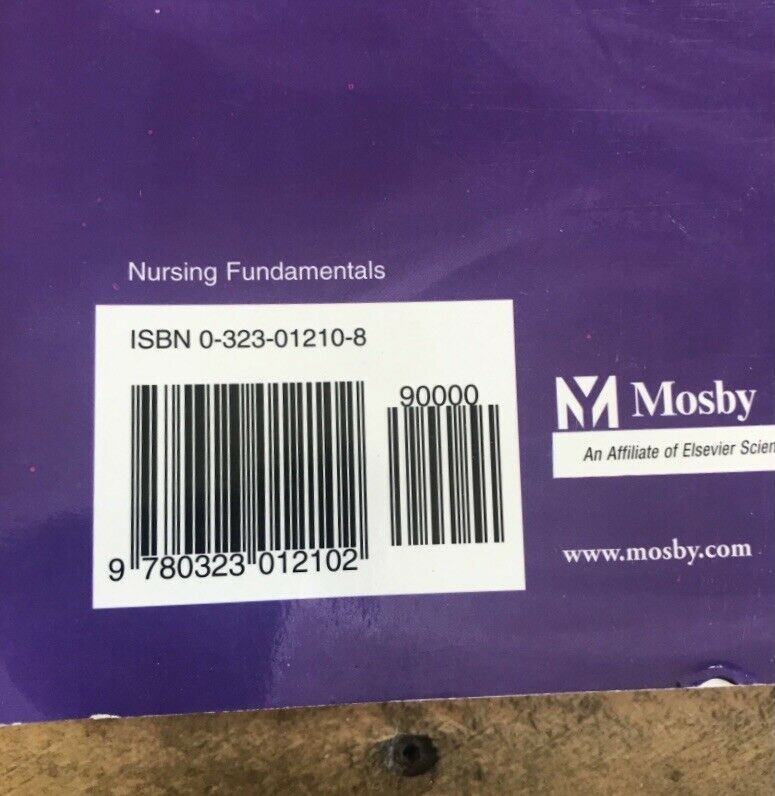 Nursing Fundamentals
ISBN 0-323-01210-8
90000
9 780323 012102
Mosby
An Affiliate of Elsevier
www.mosby.com